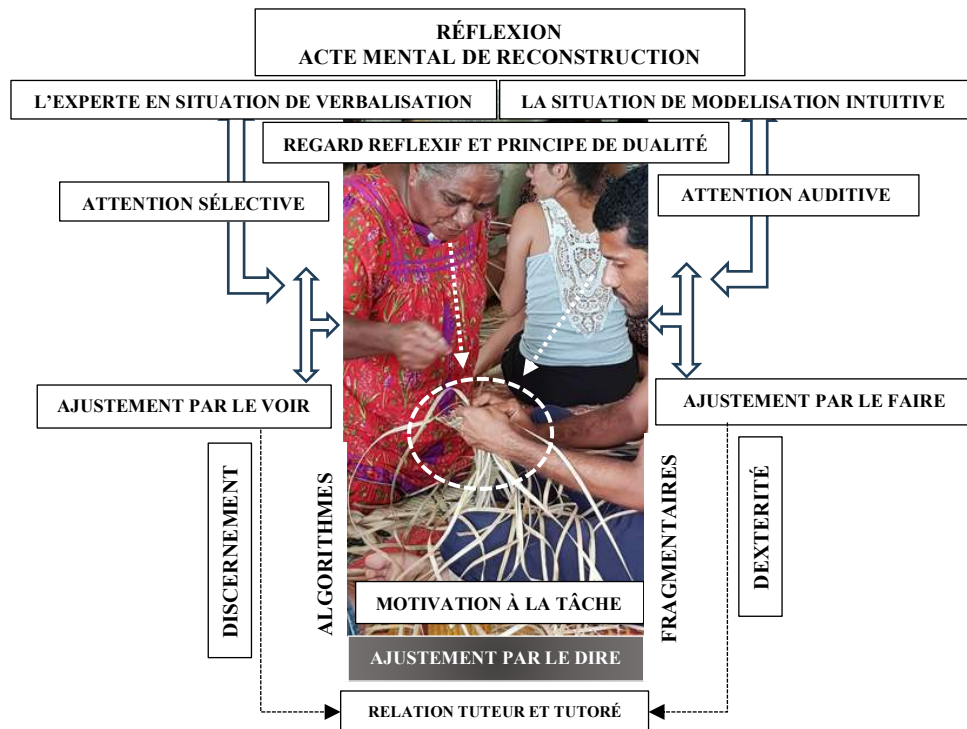 RÉFLEXION
ACTE MENTAL DE RECONSTRUCTION
L'EXPERTE EN SITUATION DE VERBALISATION
LA SITUATION DE MODELISATION INTUITIVE
REGARD REFLEXIF ET PRINCIPE DE DUALITÉ
ATTENTION SÉLECTIVE
ATTENTION AUDITIVE
AJUSTEMENT PAR LE VOIR
AJUSTEMENT PAR LE FAIRE
DISCERNEMENT
ALGORITHMES
FRAGMENTAIRES
DEXTERITÉ
MOTIVATION À LA TÂCHE
AJUSTEMENT PAR LE DIRE
RELATION TUTEUR ET TUTORÉ